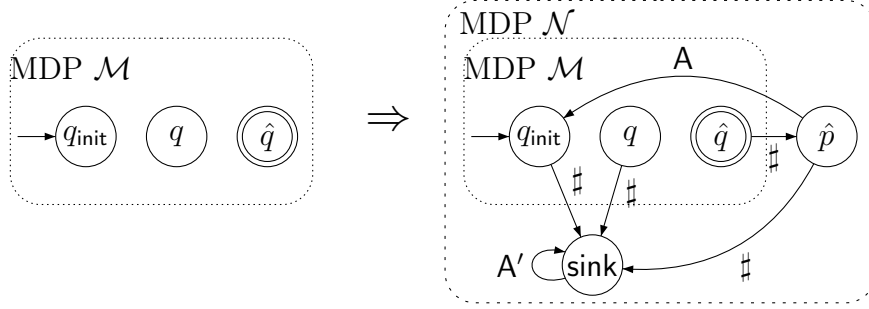 MDP 𝒩
MDP ℳ
MDP ℳ
A
q_init q q̂
⇒
q_init q q̂ p̂
♯
♯ ♯
A′ sink
♯